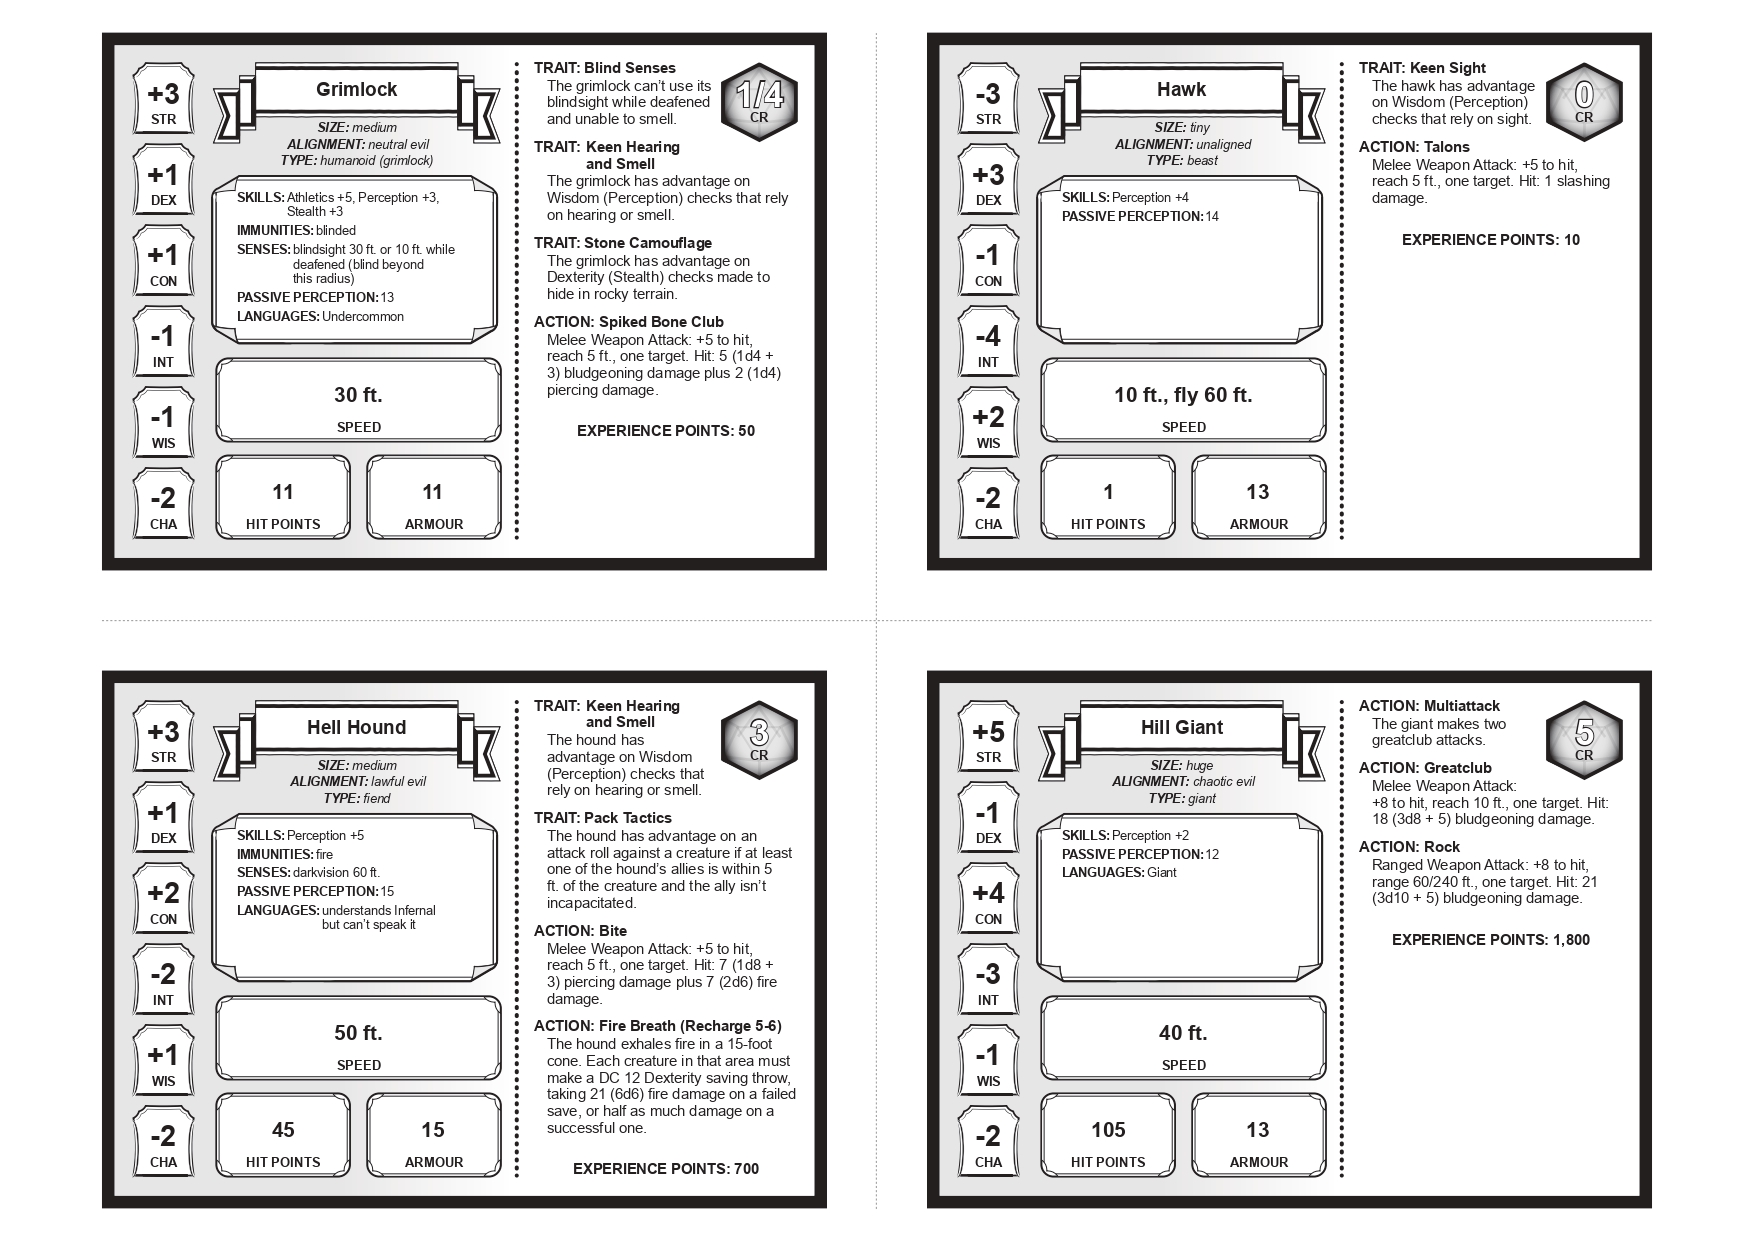 Grimlock
SIZE: medium
ALIGNMENT: neutral evil
TYPE: humanoid (grimlock)
+3
STR
+1
DEX
+1
CON
-1
INT
-1
WIS
-2
CHA
SKILLS: Athletics +5, Perception +3,
Stealth +3
IMMUNITIES: blinded
SENSES: blindsight 30 ft. or 10 ft. while
deafened (blind beyond
this radius)
PASSIVE PERCEPTION: 13
LANGUAGES: Undercommon
30 ft.
SPEED
11
HIT POINTS
11
ARMOUR
1/4
CR
TRAIT: Blind Senses
The grimlock can’t use its
blindsight while deafened
and unable to smell.
TRAIT: Keen Hearing
and Smell
The grimlock has advantage on
Wisdom (Perception) checks that rely
on hearing or smell.
TRAIT: Stone Camouflage
The grimlock has advantage on
Dexterity (Stealth) checks made to
hide in rocky terrain.
ACTION: Spiked Bone Club
Melee Weapon Attack: +5 to hit,
reach 5 ft., one target. Hit: 5 (1d4 +
3) bludgeoning damage plus 2 (1d4)
piercing damage.
EXPERIENCE POINTS: 50
Hawk
SIZE: tiny
ALIGNMENT: unaligned
TYPE: beast
-3
STR
+3
DEX
-1
CON
-4
INT
+2
WIS
-2
CHA
SKILLS: Perception +4
PASSIVE PERCEPTION: 14
10 ft., fly 60 ft.
SPEED
1
HIT POINTS
13
ARMOUR
0
CR
TRAIT: Keen Sight
The hawk has advantage
on Wisdom (Perception)
checks that rely on sight.
ACTION: Talons
Melee Weapon Attack: +5 to hit,
reach 5 ft., one target. Hit: 1 slashing
damage.
EXPERIENCE POINTS: 10
Hell Hound
SIZE: medium
ALIGNMENT: lawful evil
TYPE: fiend
+3
STR
+1
DEX
+2
CON
-2
INT
+1
WIS
-2
CHA
SKILLS: Perception +5
IMMUNITIES: fire
SENSES: darkvision 60 ft.
PASSIVE PERCEPTION: 15
LANGUAGES: understands Infernal
but can’t speak it
50 ft.
SPEED
45
HIT POINTS
15
ARMOUR
3
CR
TRAIT: Keen Hearing
and Smell
The hound has
advantage on Wisdom
(Perception) checks that
rely on hearing or smell.
TRAIT: Pack Tactics
The hound has advantage on an
attack roll against a creature if at least
one of the hound’s allies is within 5
ft. of the creature and the ally isn’t
incapacitated.
ACTION: Bite
Melee Weapon Attack: +5 to hit,
reach 5 ft., one target. Hit: 7 (1d8 +
3) piercing damage plus 7 (2d6) fire
damage.
ACTION: Fire Breath (Recharge 5-6)
The hound exhales fire in a 15-foot
cone. Each creature in that area must
make a DC 12 Dexterity saving throw,
taking 21 (6d6) fire damage on a failed
save, or half as much damage on a
successful one.
EXPERIENCE POINTS: 700
Hill Giant
SIZE: huge
ALIGNMENT: chaotic evil
TYPE: giant
+5
STR
-1
DEX
+4
CON
-3
INT
-1
WIS
-2
CHA
SKILLS: Perception +2
PASSIVE PERCEPTION: 12
LANGUAGES: Giant
40 ft.
SPEED
105
HIT POINTS
13
ARMOUR
5
CR
ACTION: Multiattack
The giant makes two
greatclub attacks.
ACTION: Greatclub
Melee Weapon Attack:
+8 to hit, reach 10 ft., one target. Hit:
18 (3d8 + 5) bludgeoning damage.
ACTION: Rock
Ranged Weapon Attack: +8 to hit,
range 60/240 ft., one target. Hit: 21
(3d10 + 5) bludgeoning damage.
EXPERIENCE POINTS: 1,800